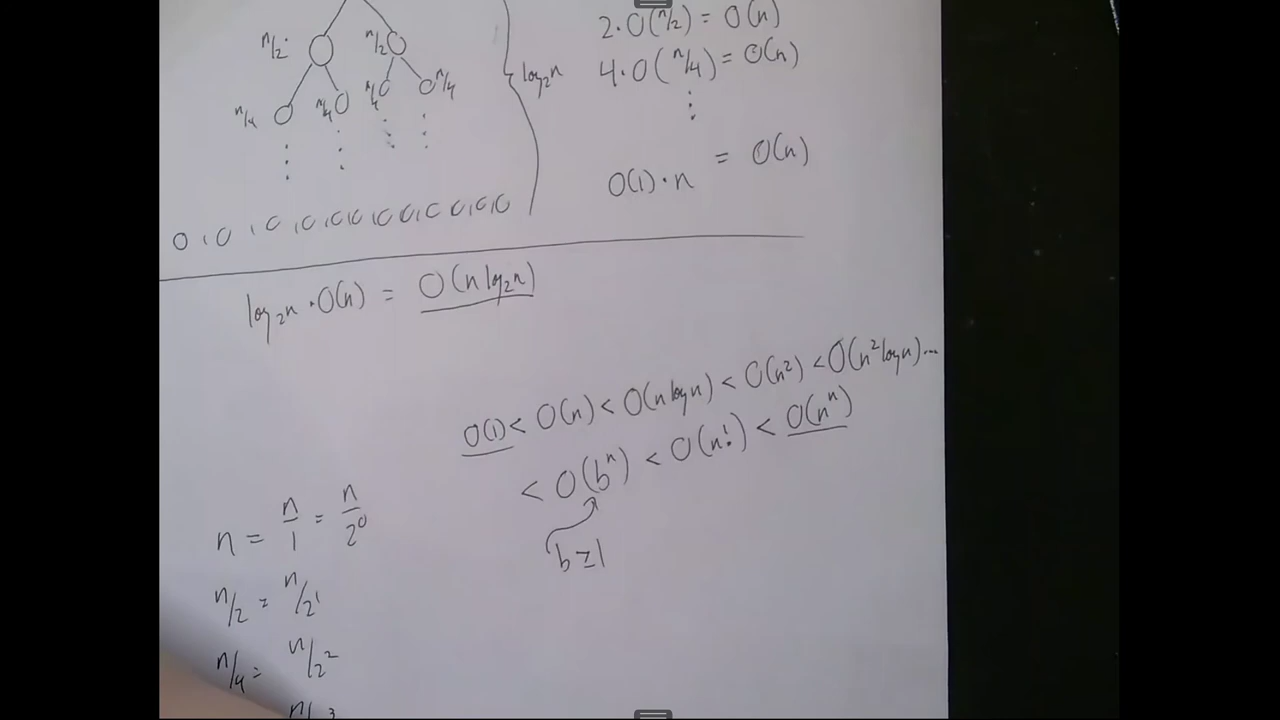 n/2 n/2
n/4 n/4 n/4 n/4
log₂n
2·O(n/2) = O(n)
4·O(n/4) = O(n)
⋮
O(1)·n = O(n)
log₂n · O(n) = O(n log₂n)
O(1) < O(n) < O(n log n) < O(n²) < O(n² log n) ...
< O(bⁿ) < O(n!) < O(nⁿ)
b ≥ 1
n = n/1 = n/2⁰
n/2 = n/2¹
n/4 = n/2²